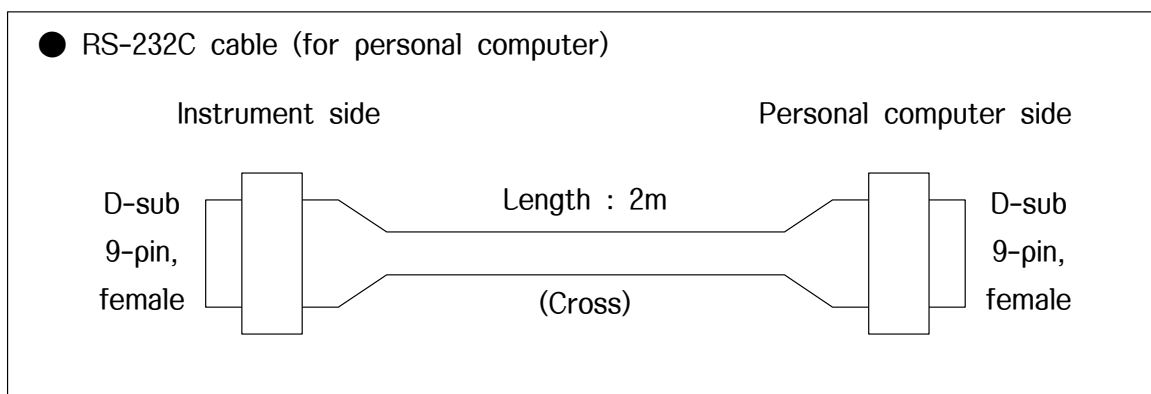 ● RS-232C cable (for personal computer)
Instrument side
Personal computer side
D-sub
9-pin,
female
Length : 2m
(Cross)
D-sub
9-pin,
female